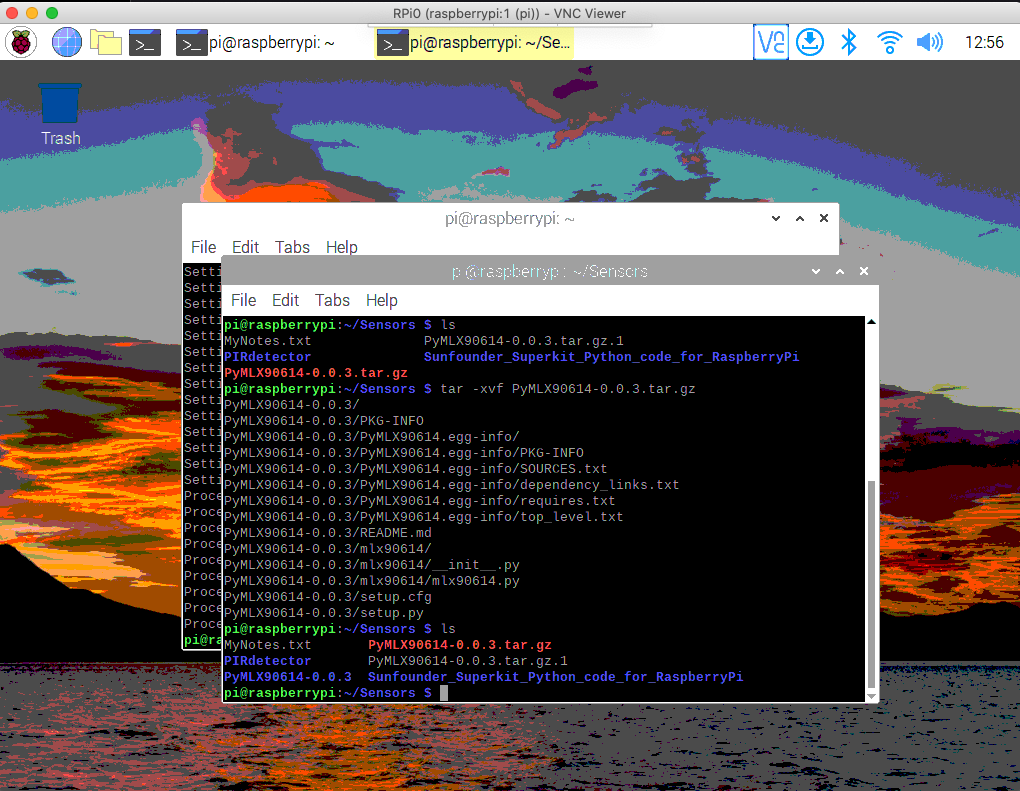 RPi0 (raspberrypi:1 (pi)) - VNC Viewer
>_ >_ pi@raspberrypi: ~ >_ pi@raspberrypi: ~/Se... 12:56
Trash
pi@raspberrypi: ~
File Edit Tabs Help
pi@raspberrypi: ~/Sensors
File Edit Tabs Help
Setti
Setti
Setti
Setti
Setti
Setti
Setti
Setti
Setti
Setti
Setti
Setti
Setti
Setti
Proce
Proce
Proce
Proce
Proce
Proce
Proce
Proce
Proce
pi@ra
pi@raspberrypi:~/Sensors $ ls
MyNotes.txt PyMLX90614-0.0.3.tar.gz.1
PIRdetector Sunfounder_Superkit_Python_code_for_RaspberryPi
PyMLX90614-0.0.3.tar.gz
pi@raspberrypi:~/Sensors $ tar -xvf PyMLX90614-0.0.3.tar.gz
PyMLX90614-0.0.3/
PyMLX90614-0.0.3/PKG-INFO
PyMLX90614-0.0.3/PyMLX90614.egg-info/
PyMLX90614-0.0.3/PyMLX90614.egg-info/PKG-INFO
PyMLX90614-0.0.3/PyMLX90614.egg-info/SOURCES.txt
PyMLX90614-0.0.3/PyMLX90614.egg-info/dependency_links.txt
PyMLX90614-0.0.3/PyMLX90614.egg-info/requires.txt
PyMLX90614-0.0.3/PyMLX90614.egg-info/top_level.txt
PyMLX90614-0.0.3/README.md
PyMLX90614-0.0.3/mlx90614/
PyMLX90614-0.0.3/mlx90614/__init__.py
PyMLX90614-0.0.3/mlx90614/mlx90614.py
PyMLX90614-0.0.3/setup.cfg
PyMLX90614-0.0.3/setup.py
pi@raspberrypi:~/Sensors $ ls
MyNotes.txt PyMLX90614-0.0.3.tar.gz
PIRdetector PyMLX90614-0.0.3.tar.gz.1
PyMLX90614-0.0.3 Sunfounder_Superkit_Python_code_for_RaspberryPi
pi@raspberrypi:~/Sensors $